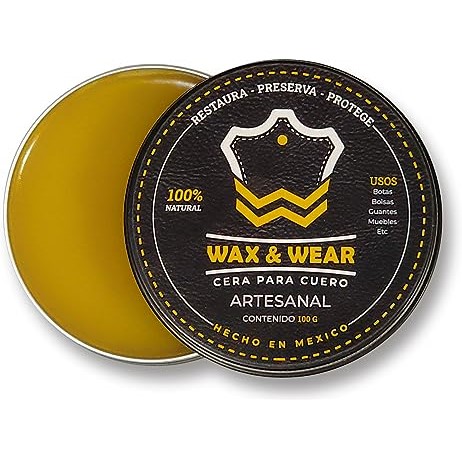 RESTAURA - PRESERVA - PROTEGE
100%
NATURAL
USOS
Botas
Bolsas
Guantes
Muebles
Etc
WAX & WEAR
CERA PARA CUERO
ARTESANAL
CONTENIDO 100 G
HECHO EN MEXICO